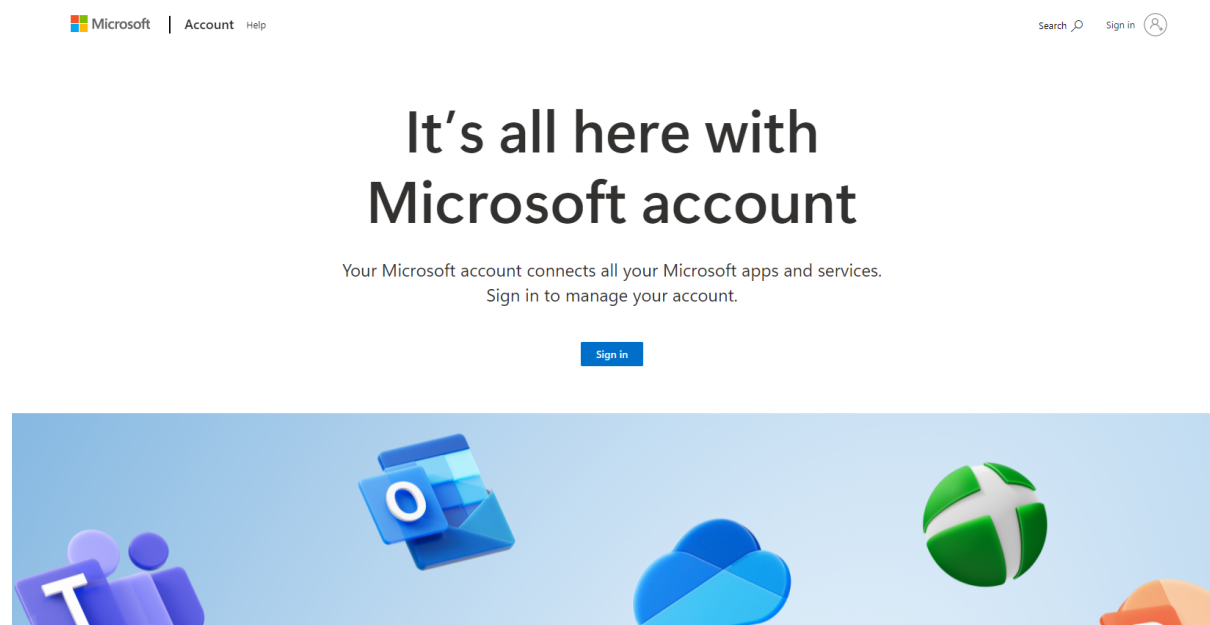 Microsoft | Account Help Search Sign in
It's all here with
Microsoft account
Your Microsoft account connects all your Microsoft apps and services.
Sign in to manage your account.
Sign in
O
T